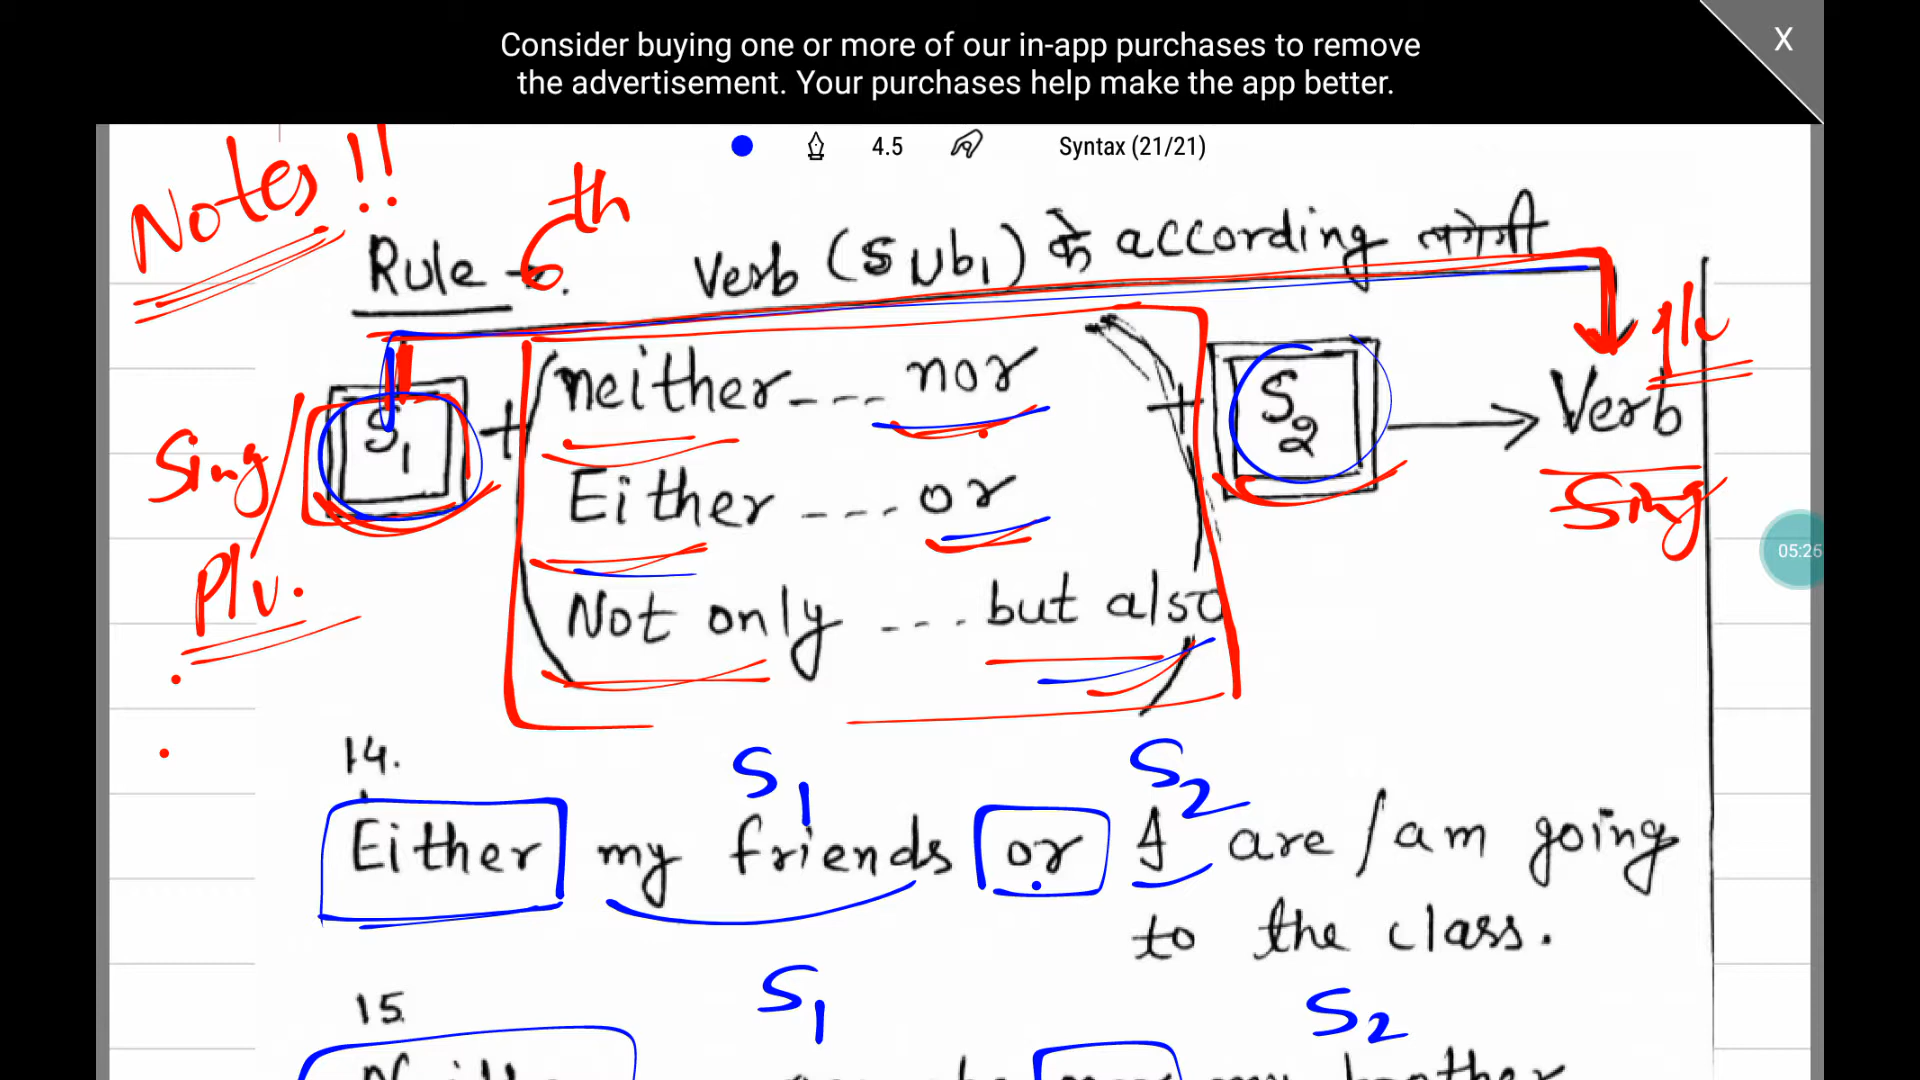 Consider buying one or more of our in-app purchases to remove
the advertisement. Your purchases help make the app better.
X
4.5 Syntax (21/21)
Notes !!
Rule - 6th Verb (Sub1) के according लगेगी
S1 + neither --- nor + S2 → Verb
Sing/
Plu.
Either --- or
Sing
Not only --- but also
05:26
14.
S1 S2
Either my friends or I are/am going
to the class.
15.
S1 S2
my brother